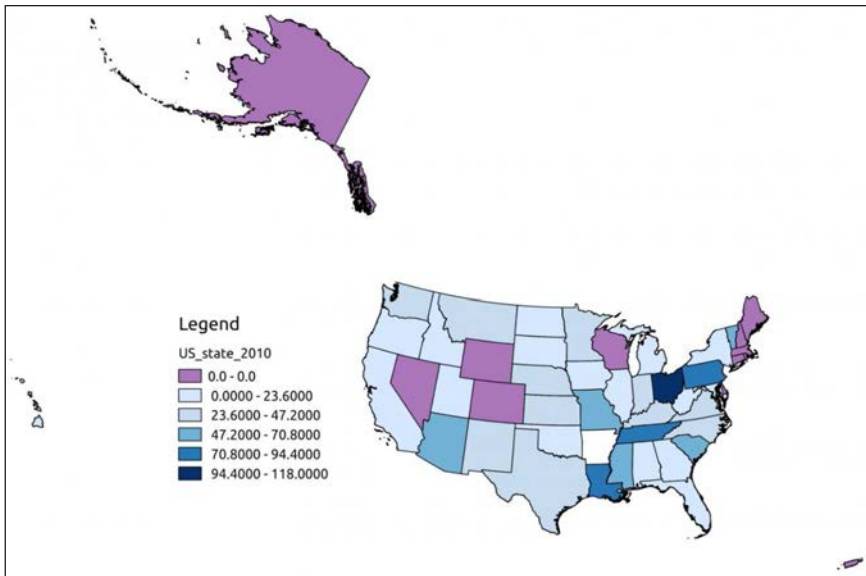 Legend
US_state_2010
0.0 - 0.0
0.0000 - 23.6000
23.6000 - 47.2000
47.2000 - 70.8000
70.8000 - 94.4000
94.4000 - 118.0000